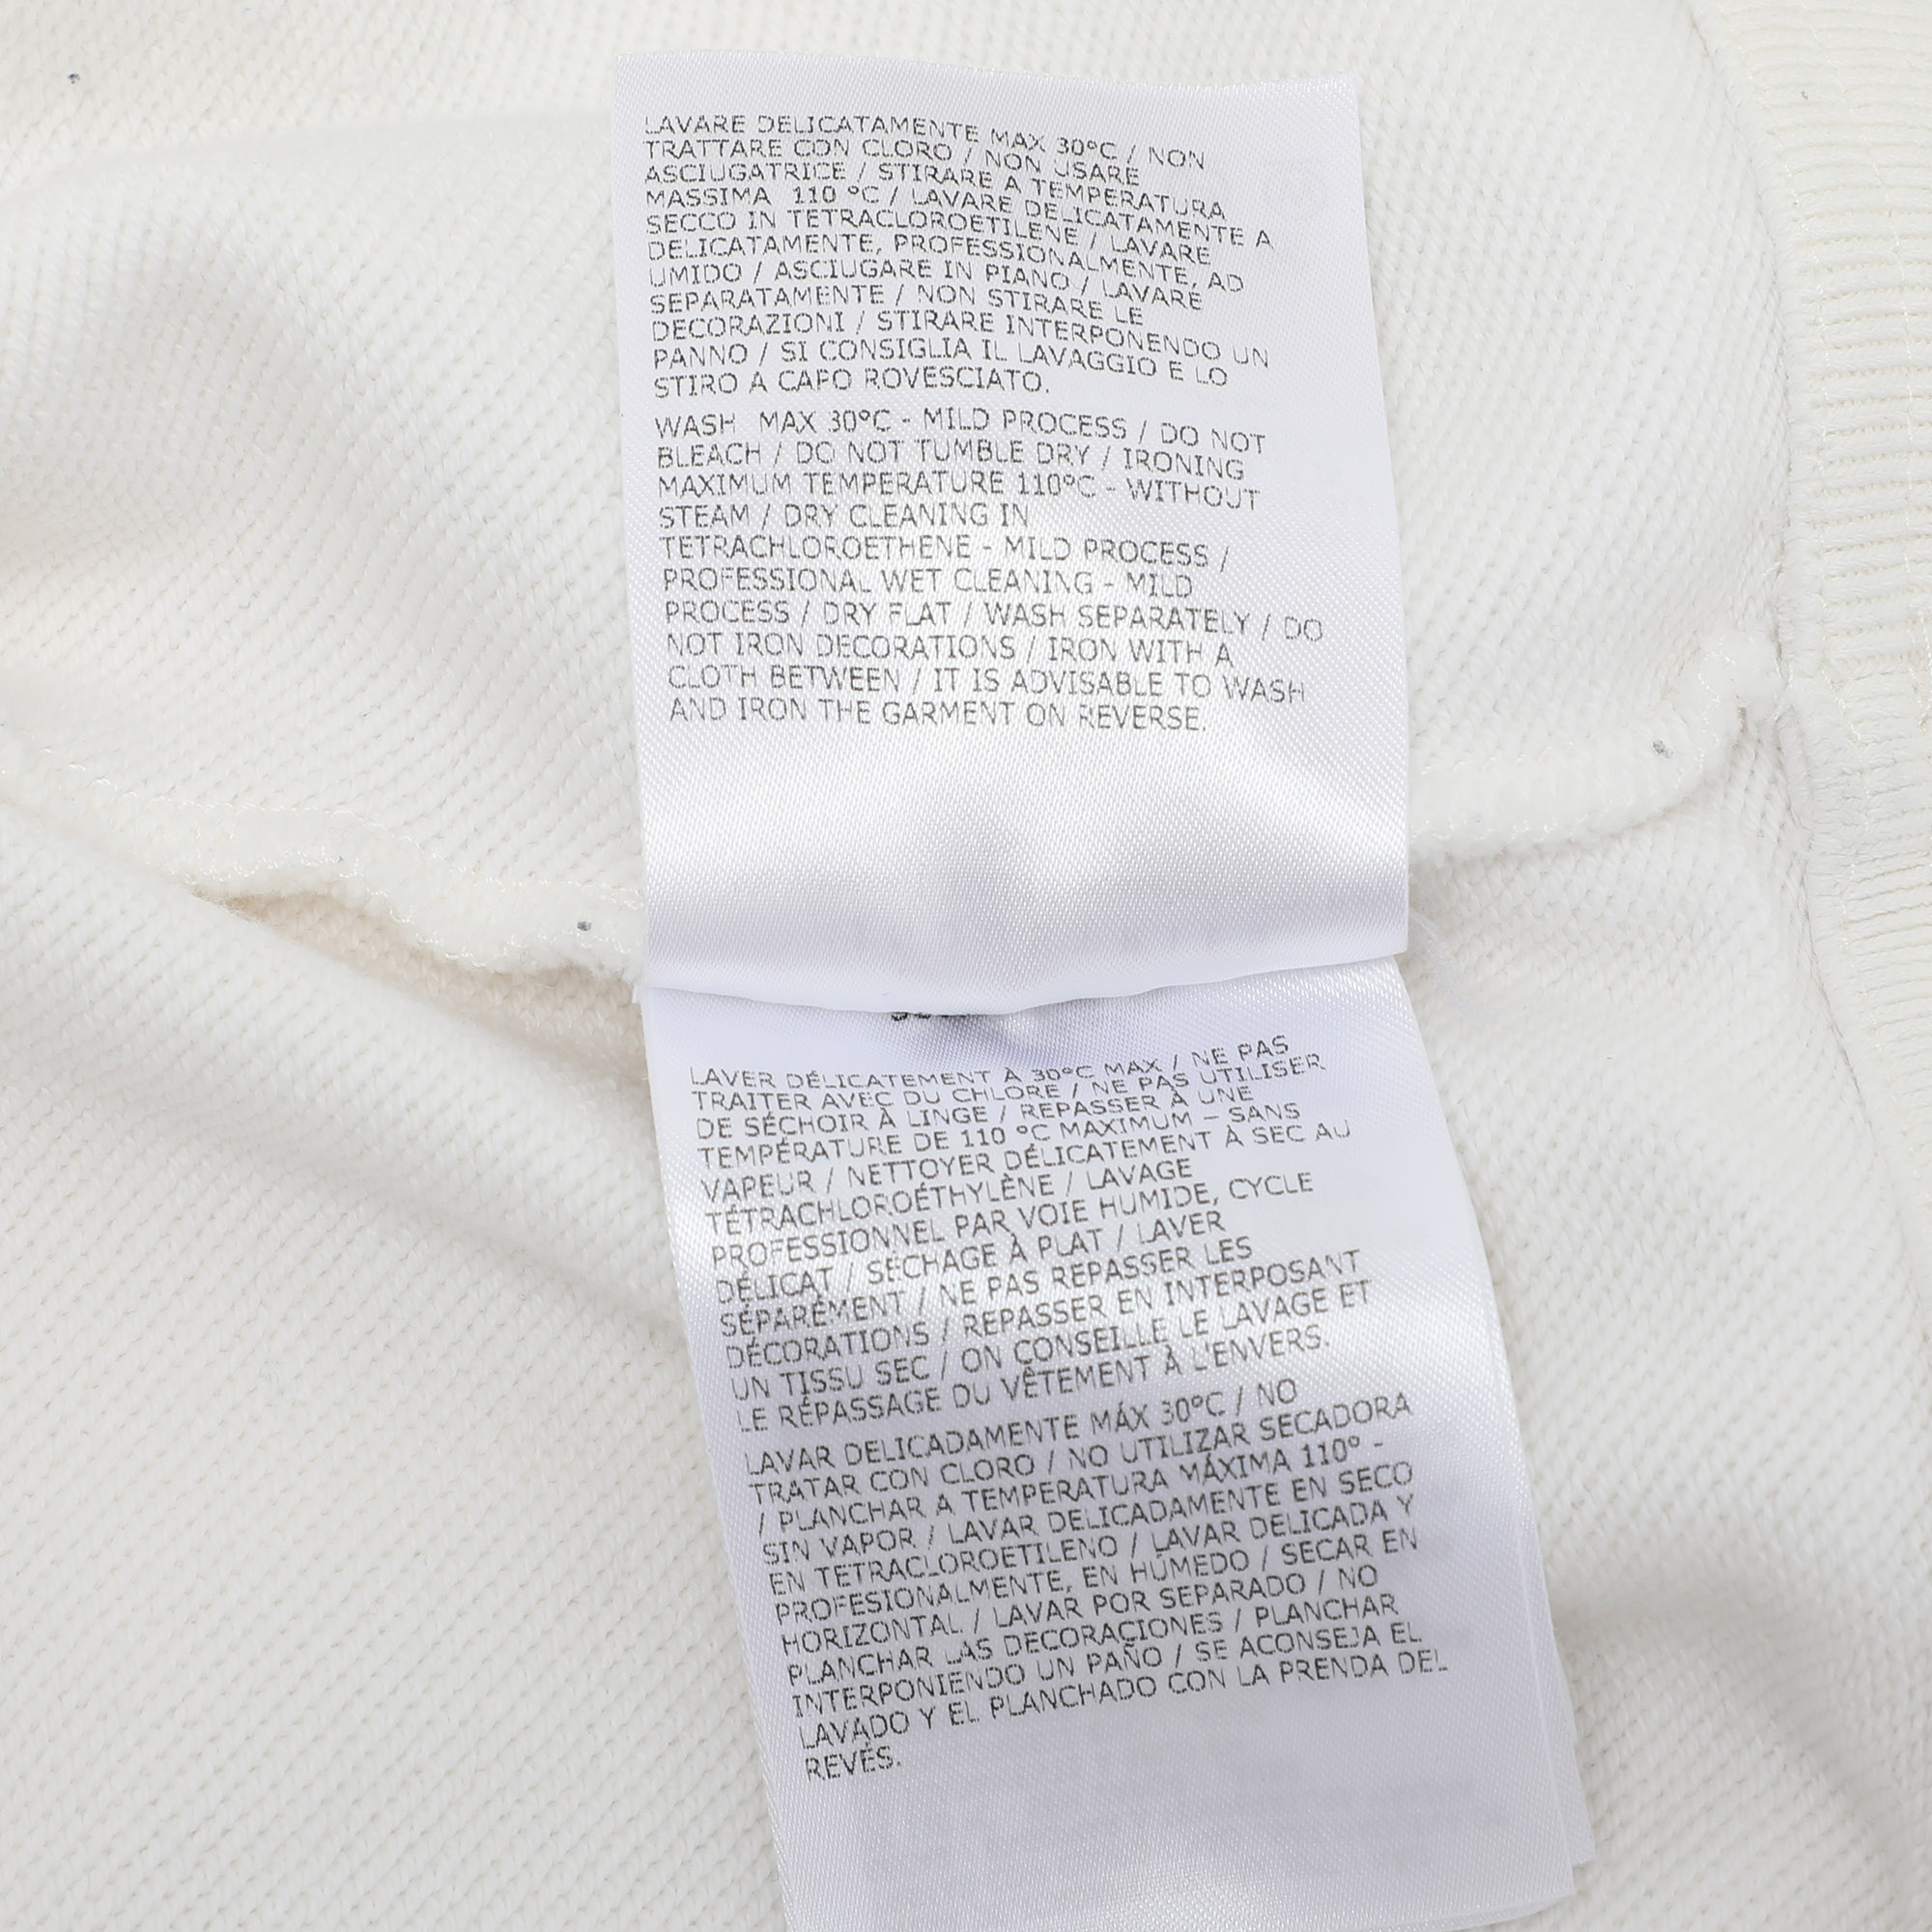 LAVARE DELICATAMENTE MAX 30°C / NON
TRATTARE CON CLORO / NON USARE
ASCIUGATRICE / STIRARE A TEMPERATURA
MASSIMA 110 °C / LAVARE DELICATAMENTE A
SECCO IN TETRACLOROETILENE / LAVARE
DELICATAMENTE, PROFESSIONALMENTE, AD
UMIDO / ASCIUGARE IN PIANO / LAVARE
SEPARATAMENTE / NON STIRARE LE
DECORAZIONI / STIRARE INTERPONENDO UN
PANNO / SI CONSIGLIA IL LAVAGGIO E LO
STIRO A CAPO ROVESCIATO.
WASH MAX 30°C - MILD PROCESS / DO NOT
BLEACH / DO NOT TUMBLE DRY / IRONING
MAXIMUM TEMPERATURE 110°C - WITHOUT
STEAM / DRY CLEANING IN
TETRACHLOROETHENE - MILD PROCESS /
PROFESSIONAL WET CLEANING - MILD
PROCESS / DRY FLAT / WASH SEPARATELY / DO
NOT IRON DECORATIONS / IRON WITH A
CLOTH BETWEEN / IT IS ADVISABLE TO WASH
AND IRON THE GARMENT ON REVERSE.
LAVER DÉLICATEMENT À 30°C MAX / NE PAS
TRAITER AVEC DU CHLORE / NE PAS UTILISER
DE SÉCHOIR À LINGE / REPASSER À UNE
TEMPÉRATURE DE 110 °C MAXIMUM – SANS
VAPEUR / NETTOYER DÉLICATEMENT À SEC AU
TÉTRACHLOROÉTHYLÈNE / LAVAGE
PROFESSIONNEL PAR VOIE HUMIDE, CYCLE
DÉLICAT / SÉCHAGE À PLAT / LAVER
SÉPARÉMENT / NE PAS REPASSER LES
DÉCORATIONS / REPASSER EN INTERPOSANT
UN TISSU SEC / ON CONSEILLE LE LAVAGE ET
LE RÉPASSAGE DU VÊTEMENT À L'ENVERS.
LAVAR DELICADAMENTE MÁX 30°C / NO
TRATAR CON CLORO / NO UTILIZAR SECADORA
/ PLANCHAR A TEMPERATURA MÁXIMA 110° -
SIN VAPOR / LAVAR DELICADAMENTE EN SECO
EN TETRACLOROETILENO / LAVAR DELICADA Y
PROFESIONALMENTE, EN HÚMEDO / SECAR EN
HORIZONTAL / LAVAR POR SEPARADO / NO
PLANCHAR LAS DECORACIONES / PLANCHAR
INTERPONIENDO UN PAÑO / SE ACONSEJA EL
LAVADO Y EL PLANCHADO CON LA PRENDA DEL
REVÉS.